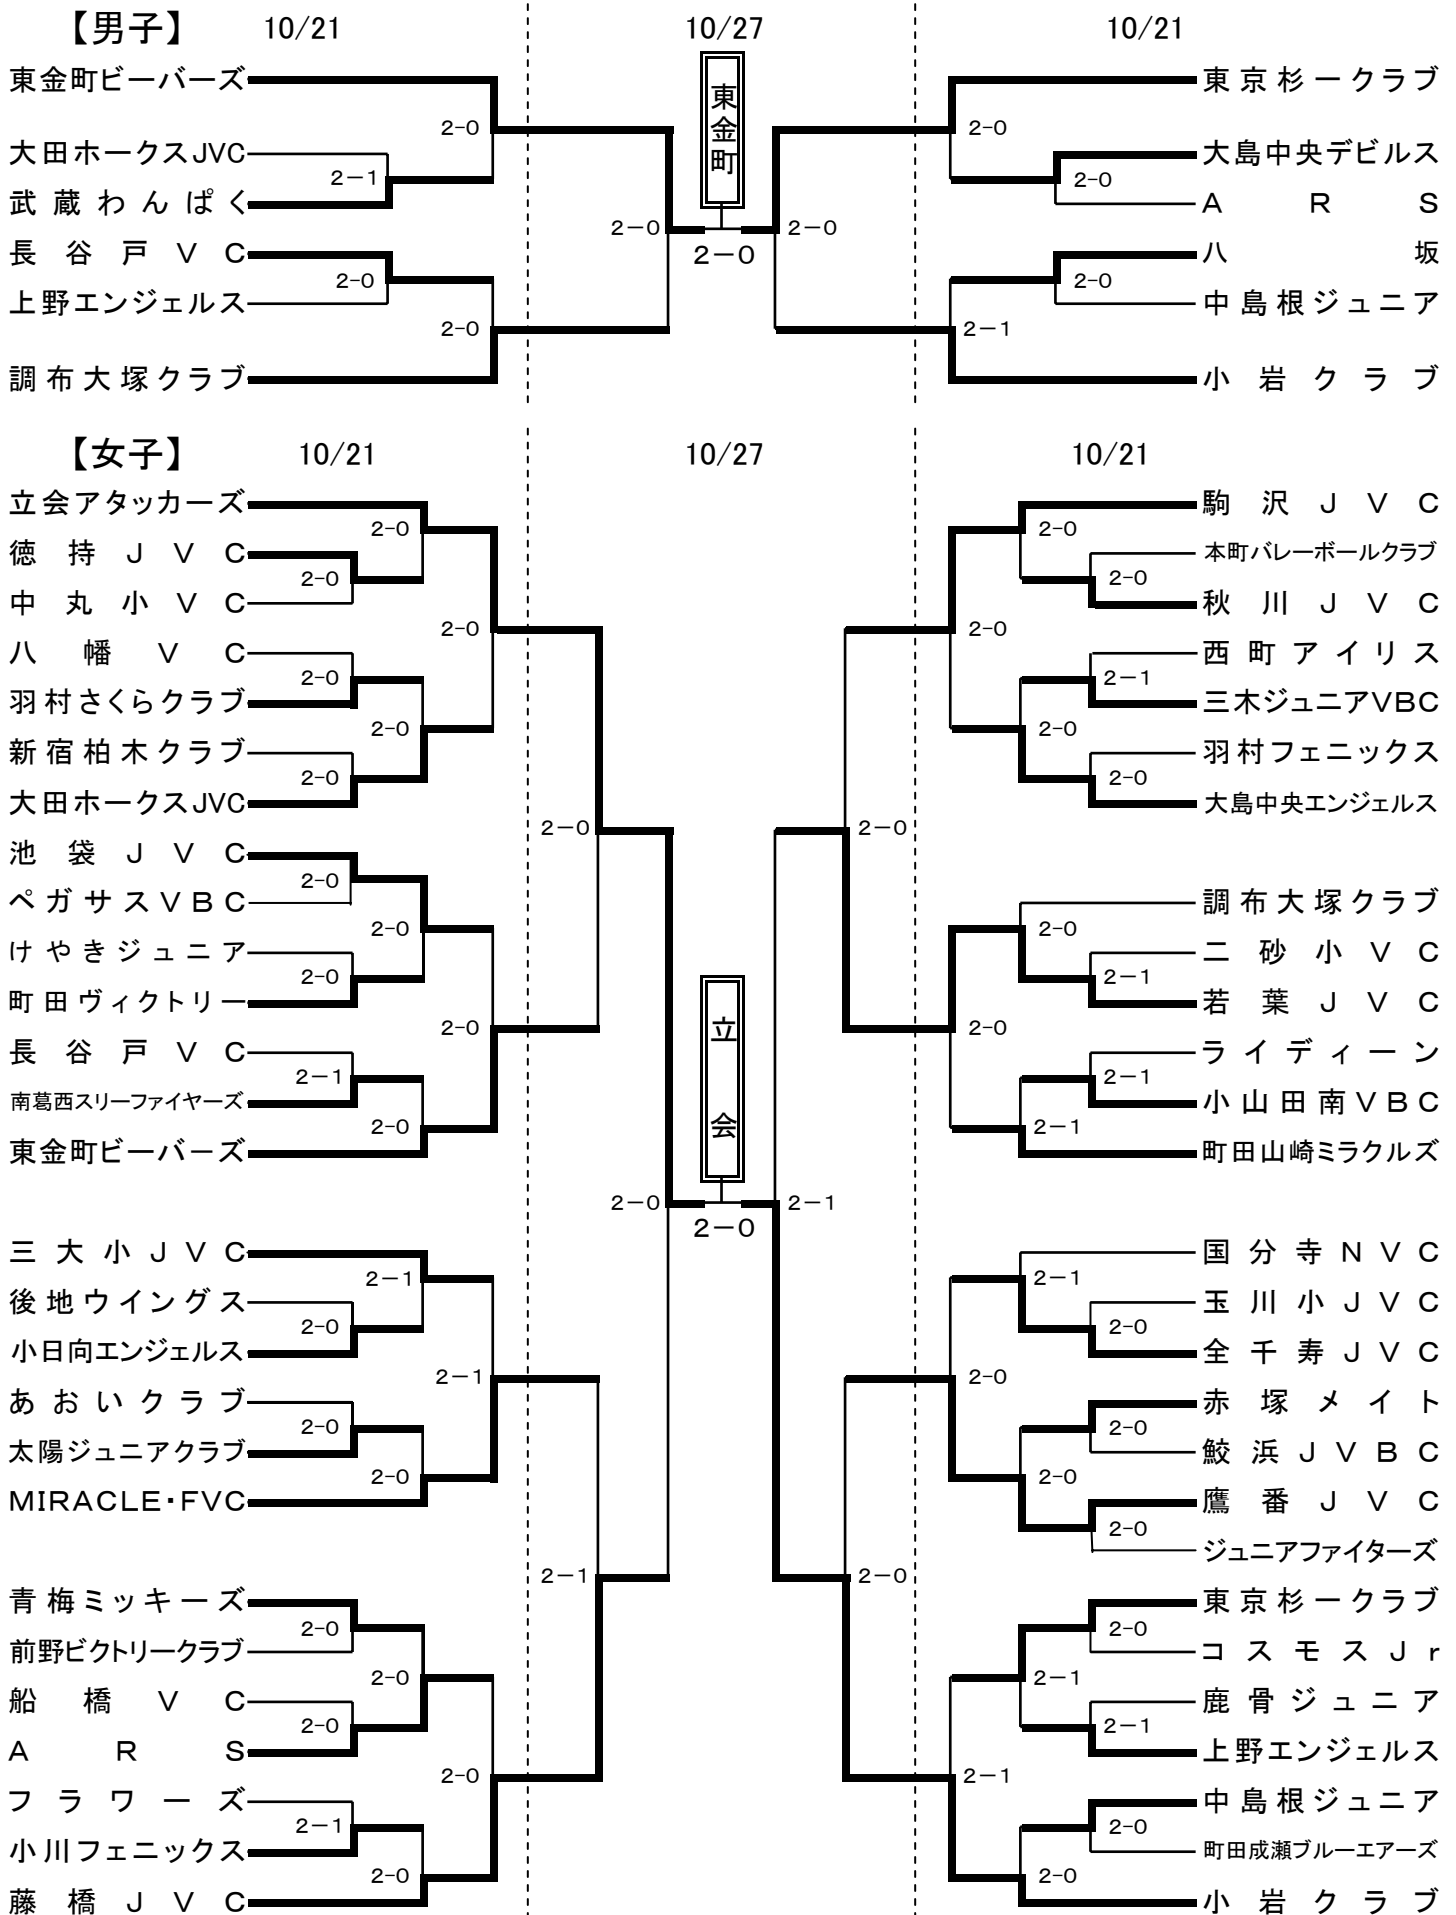 【男子】 10/21 10/27 10/21
東金町ビーバーズ 東京杉一クラブ
東金町
2-0 2-0
大田ホークスJVC 大島中央デビルス
2－1 2-0
武蔵わんぱく ARS
2－0 2－0
長谷戸VC 2－0 八坂
2-0 2-0
上野エンジェルス 中島根ジュニア
2-0 2－1
調布大塚クラブ 小岩クラブ
【女子】 10/21 10/27 10/21
立会アタッカーズ 駒沢JVC
2-0 2-0
徳持JVC 本町バレーボールクラブ
2-0 2-0
中丸小VC 秋川JVC
2-0 2-0
八幡VC 西町アイリス
2-0 2－1
羽村さくらクラブ 三木ジュニアVBC
2-0 2-0
新宿柏木クラブ 羽村フェニックス
2-0 2-0
大田ホークスJVC 大島中央エンジェルス
2－0 2－0
池袋JVC
2-0
ペガサスVBC 調布大塚クラブ
2-0 2-0
けやきジュニア 二砂小VC
2-0 2－1
町田ヴィクトリー 若葉JVC
2-0 2-0
立会
長谷戸VC ライディーン
2－1 2－1
南葛西スリーファイヤーズ 小山田南VBC
2-0 2－1
東金町ビーバーズ 町田山崎ミラクルズ
2－0 2－1
2－0
三大小JVC 国分寺NVC
2－1 2－1
後地ウイングス 玉川小JVC
2-0 2-0
小日向エンジェルス 全千寿JVC
2－1 2-0
あおいクラブ 赤塚メイト
2-0 2-0
太陽ジュニアクラブ 鮫浜JVBC
2-0 2-0
MIRACLE・FVC 鷹番JVC
2-0
ジュニアファイターズ
2－1 2－0
青梅ミッキーズ 東京杉一クラブ
2-0 2-0
前野ビクトリークラブ コスモスJr
2-0 2－1
船橋VC 鹿骨ジュニア
2-0 2－1
ARS 上野エンジェルス
2-0 2－1
フラワーズ 中島根ジュニア
2－1 2-0
小川フェニックス 町田成瀬ブルーエアーズ
2-0 2-0
藤橋JVC 小岩クラブ